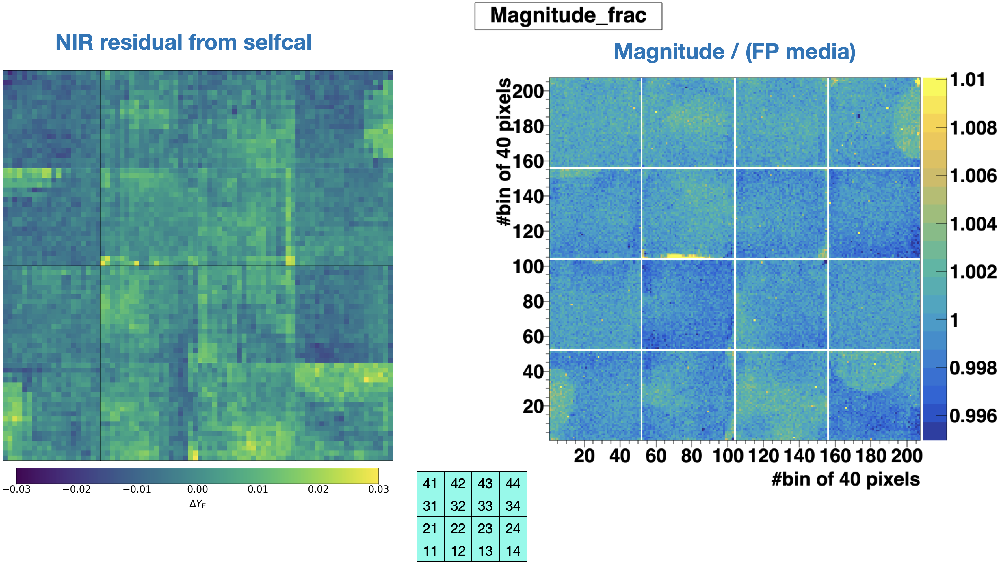 Magnitude_frac
NIR residual from selfcal
Magnitude / (FP media)
#bin of 40 pixels
200
180
160
140
120
100
80
60
40
20
20 40 60 80 100 120 140 160 180 200
#bin of 40 pixels
1.01
1.008
1.006
1.004
1.002
1
0.998
0.996
−0.03 −0.02 −0.01 0.00 0.01 0.02 0.03
ΔYE
41 42 43 44
31 32 33 34
21 22 23 24
11 12 13 14